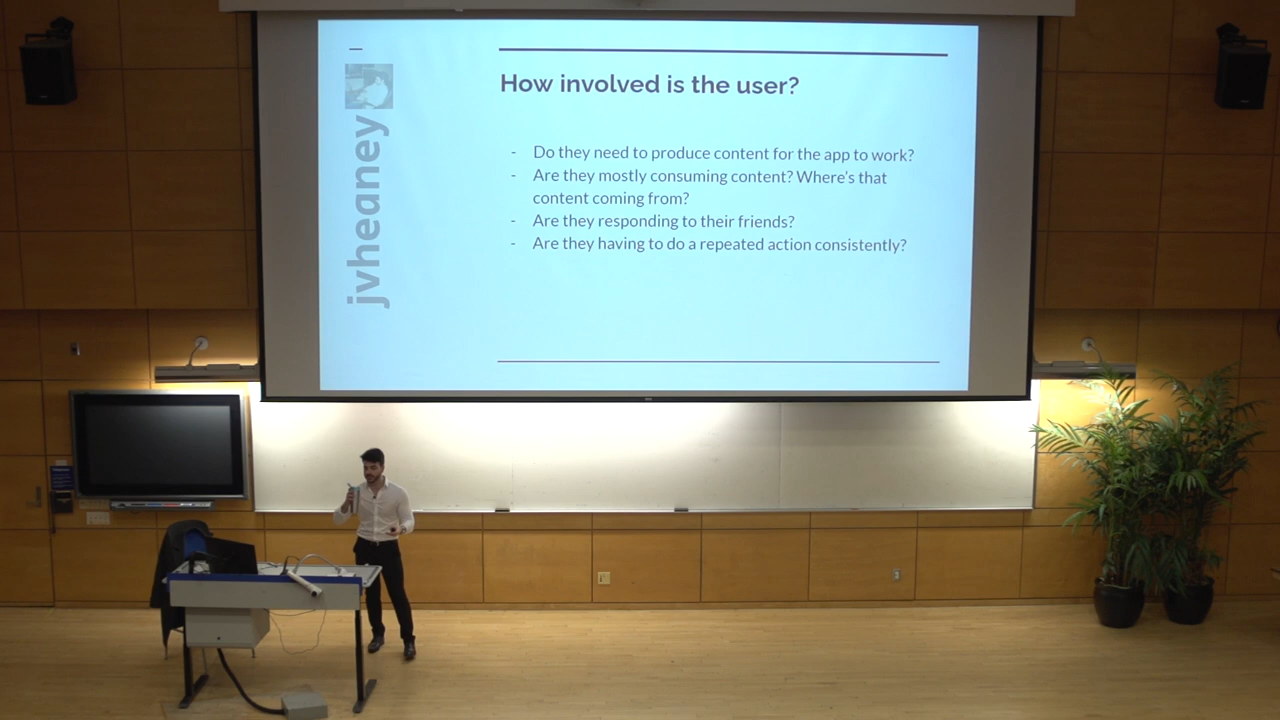 jvheaney
How involved is the user?
- Do they need to produce content for the app to work?
- Are they mostly consuming content? Where's that
content coming from?
- Are they responding to their friends?
- Are they having to do a repeated action consistently?